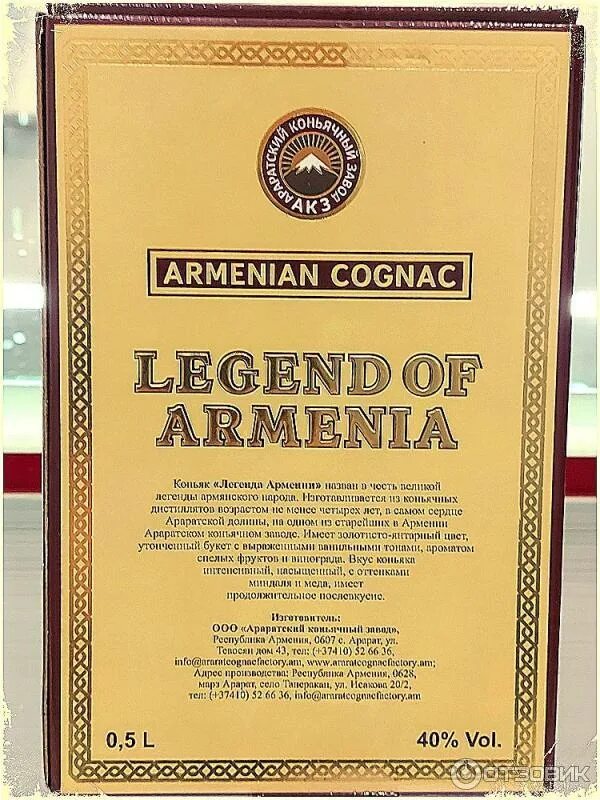 АРАРАТСКИЙ КОНЬЯЧНЫЙ ЗАВОД
АКЗ
ARMENIAN COGNAC
LEGEND OF
ARMENIA
Коньяк «Легенда Армении» назван в честь великой
легенды армянского народа. Изготавливается из коньячных
дистиллятов возрастом не менее четырех лет, в самом сердце
Араратской долины, на одном из старейших в Армении
Араратском коньячном заводе. Имеет золотисто-янтарный цвет,
утонченный букет с выраженными ванильными тонами, ароматом
спелых фруктов и винограда. Вкус коньяка
интенсивный, насыщенный, с оттенками
миндаля и меда, имеет
продолжительное послевкусие.
Изготовитель:
ООО «Араратский коньячный завод»,
Республика Армения, 0607 с. Арарат, ул.
Тевосян дом 43, тел: (+37410) 52 66 36,
info@araratcognacfactory.am, www.araratcognacfactory.am;
Адрес производства: Республика Армения, 0628,
марз Арарат, село Таперакан, ул. Исакова 20/2,
тел: (+37410) 52 66 36, info@araratcognacfactory.am
0,5 L
40% Vol.
ОТЗОВИК